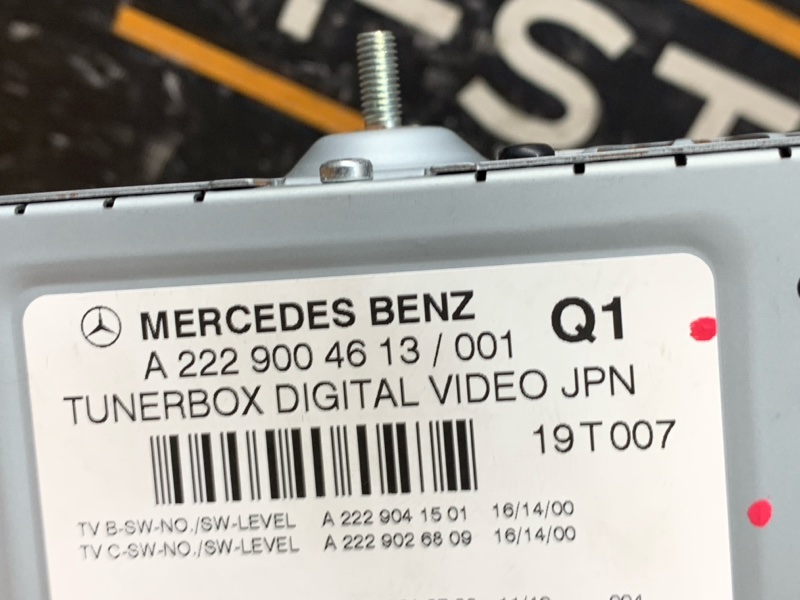 ST
MERCEDES BENZ Q1
A 222 900 46 13 / 001
TUNERBOX DIGITAL VIDEO JPN
19T007
TV B-SW-NO./SW-LEVEL A 222 904 15 01 16/14/00
TV C-SW-NO./SW-LEVEL A 222 902 68 09 16/14/00